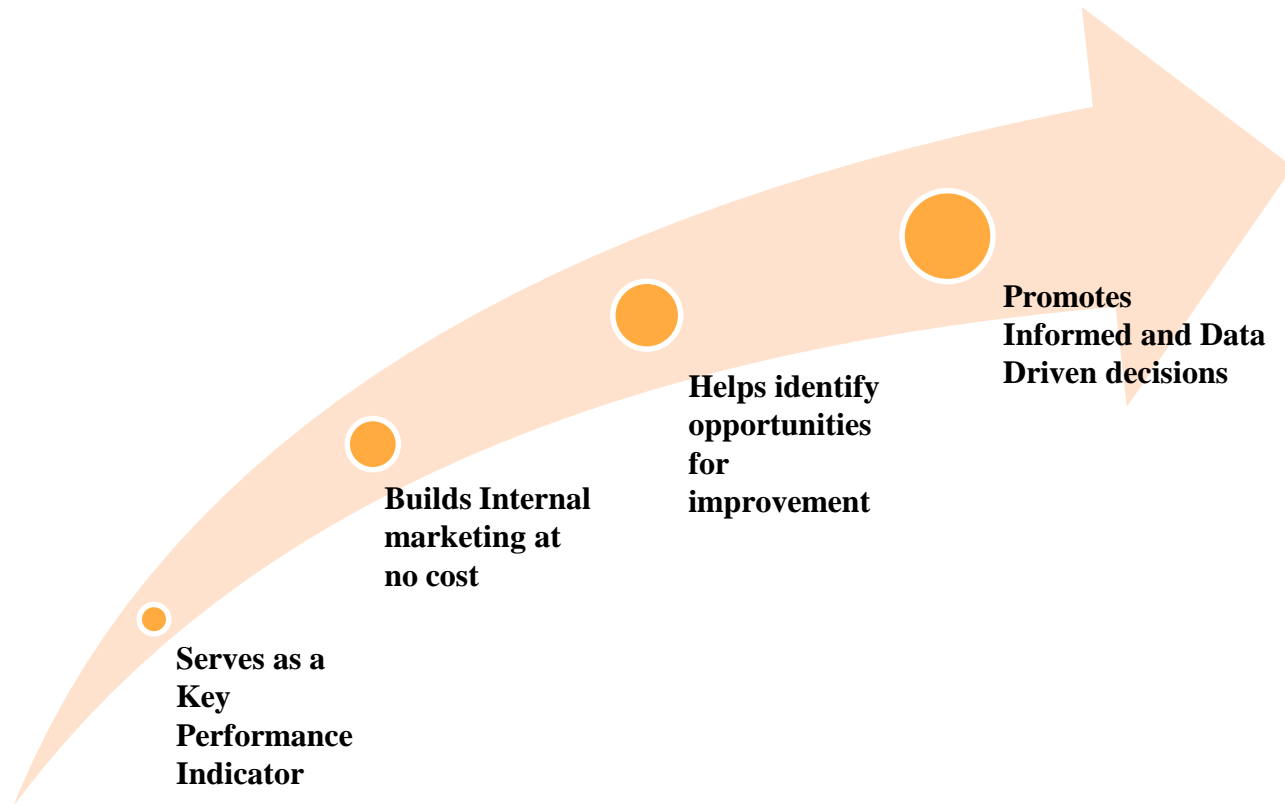 Serves as a
Key
Performance
Indicator
Builds Internal
marketing at
no cost
Helps identify
opportunities
for
improvement
Promotes
Informed and Data
Driven decisions